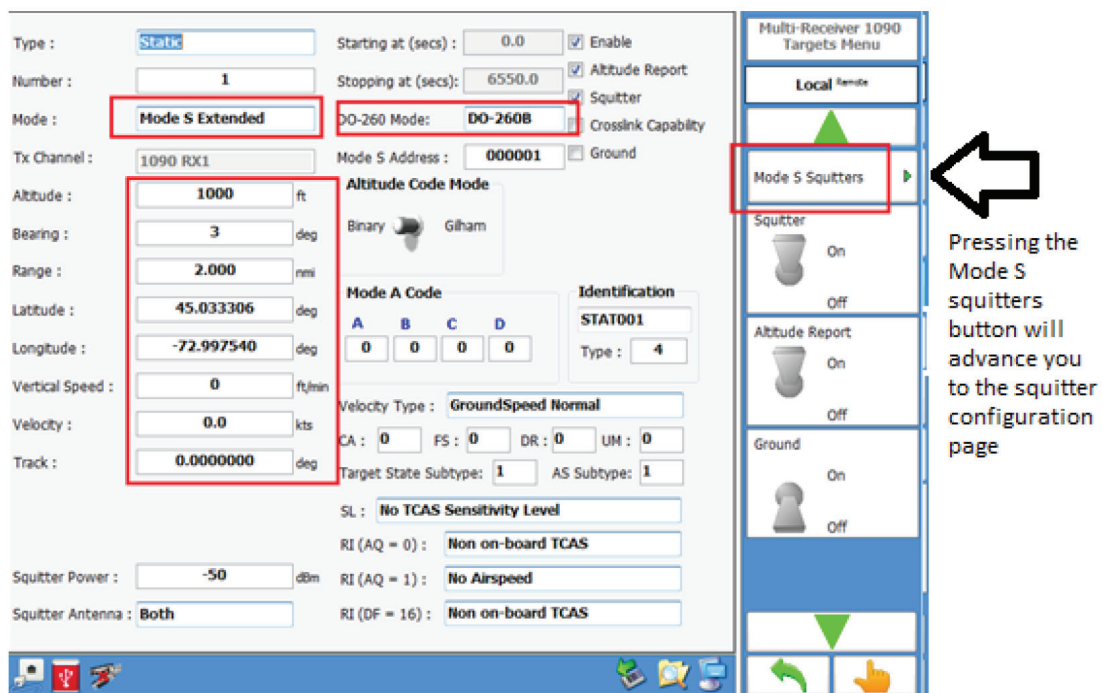 Type : Static
Number : 1
Mode : Mode S Extended
Tx Channel : 1090 RX1
Altitude : 1000 ft
Bearing : 3 deg
Range : 2.000 nmi
Latitude : 45.033306 deg
Longitude : -72.997540 deg
Vertical Speed : 0 ft/min
Velocity : 0.0 kts
Track : 0.0000000 deg
Squitter Power : -50 dBm
Squitter Antenna : Both
Starting at (secs) : 0.0
Stopping at (secs): 6550.0
DO-260 Mode: DO-260B
Mode S Address : 000001
Enable
Altitude Report
Squitter
Crosslink Capability
Ground
Altitude Code Mode
Binary Gilham
Mode A Code
A B C D
0 0 0 0
Identification
STAT001
Type : 4
Velocity Type : GroundSpeed Normal
CA : 0 FS : 0 DR : 0 UM : 0
Target State Subtype: 1 AS Subtype: 1
SL : No TCAS Sensitivity Level
RI (AQ = 0) : Non on-board TCAS
RI (AQ = 1) : No Airspeed
RI (DF = 16) : Non on-board TCAS
Multi-Receiver 1090
Targets Menu
Local Remote
Mode S Squitters
Squitter
On
Off
Altitude Report
On
Off
Ground
On
Off
Pressing the
Mode S
squitters
button will
advance you
to the squitter
configuration
page